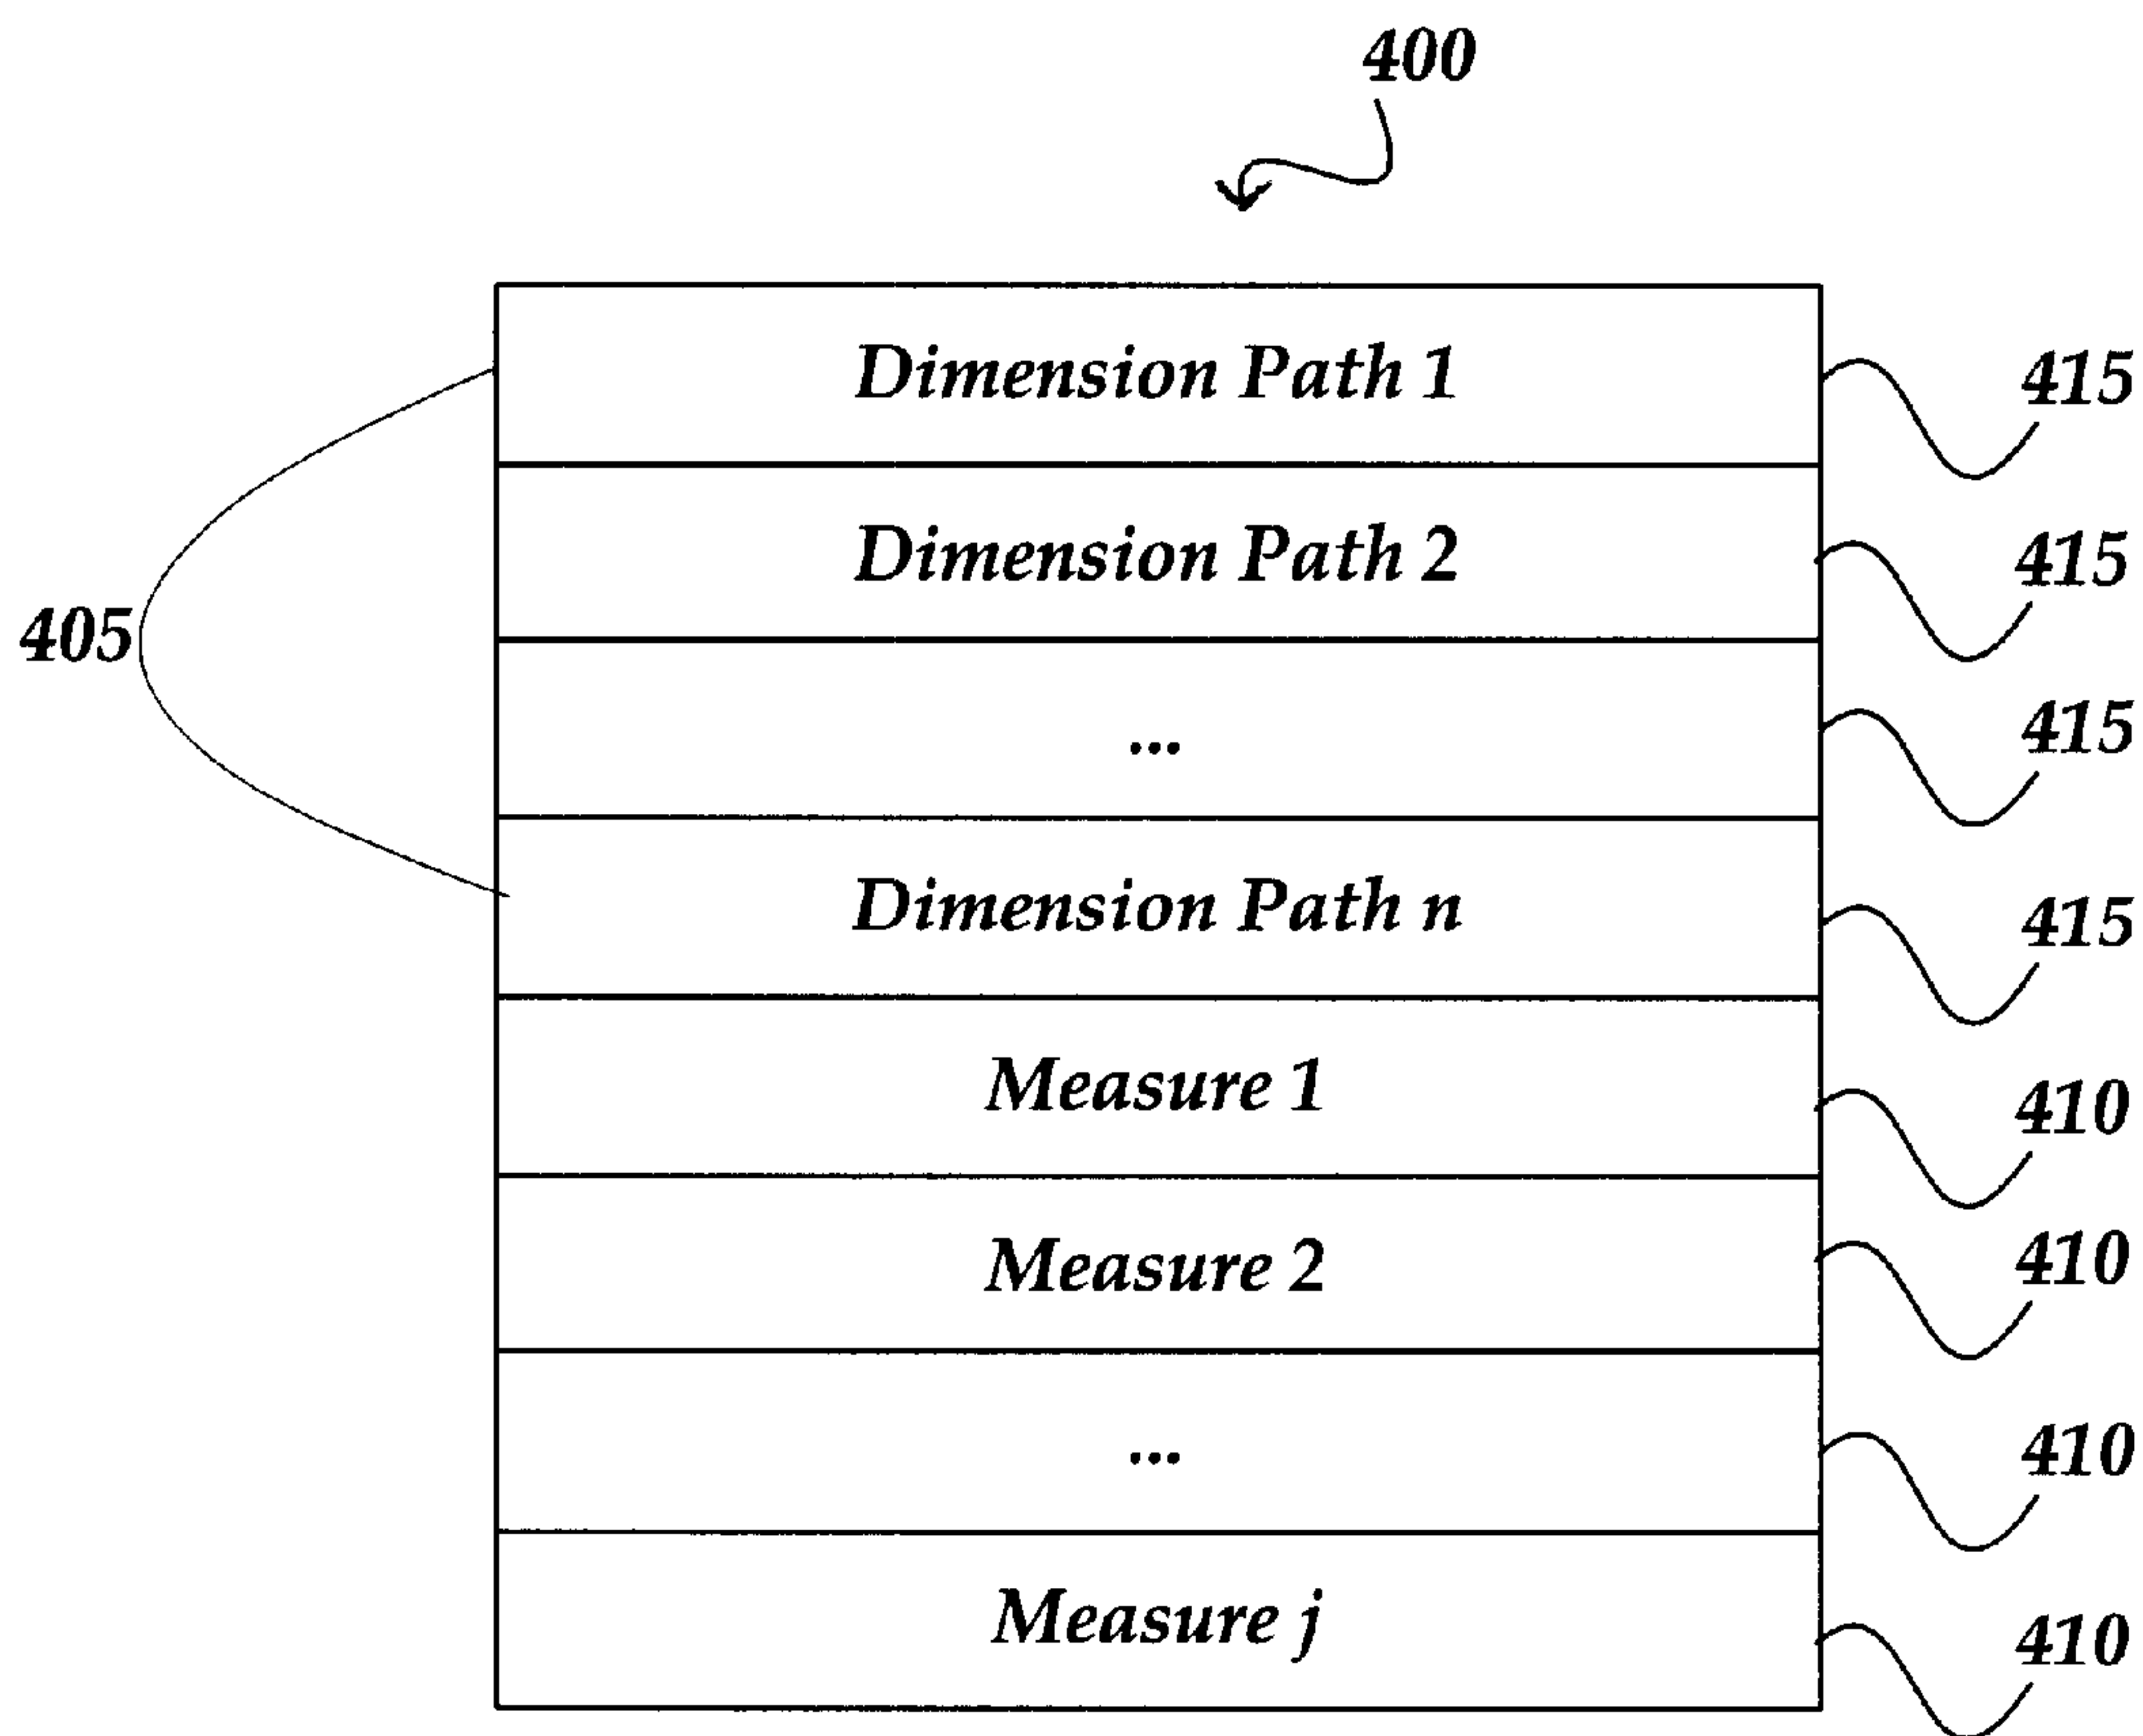 400
Dimension Path 1
415
Dimension Path 2
415
405
...
415
Dimension Path n
415
Measure 1
410
Measure 2
410
...
410
Measure j
410